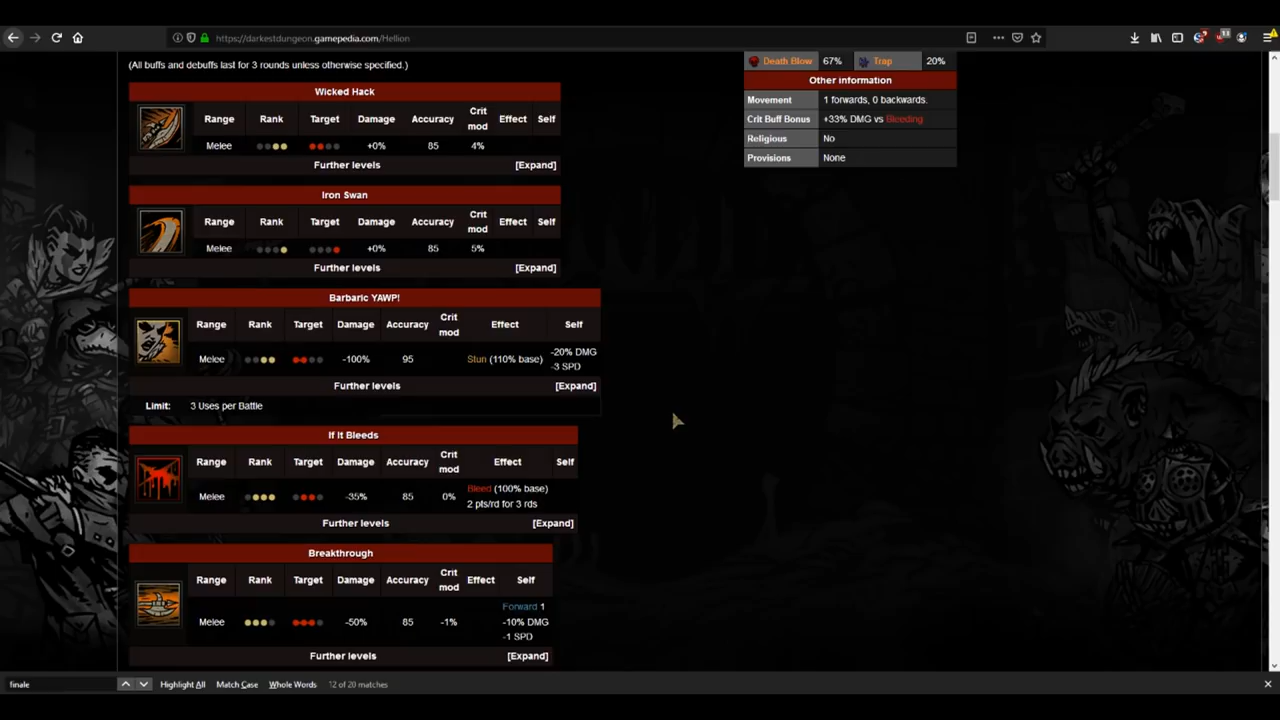 https://darkestdungeon.gamepedia.com/Hellion
(All buffs and debuffs last for 3 rounds unless otherwise specified.)
Death Blow 67% Trap 20%
Other information
Movement 1 forwards, 0 backwards.
Crit Buff Bonus +33% DMG vs Bleeding
Religious No
Provisions None
Wicked Hack
Range Rank Target Damage Accuracy Crit mod Effect Self
Melee +0% 85 4%
Further levels [Expand]
Iron Swan
Range Rank Target Damage Accuracy Crit mod Effect Self
Melee +0% 85 5%
Further levels [Expand]
Barbaric YAWP!
Range Rank Target Damage Accuracy Crit mod Effect Self
Melee -100% 95 Stun (110% base) -20% DMG
-3 SPD
Further levels [Expand]
Limit: 3 Uses per Battle
If It Bleeds
Range Rank Target Damage Accuracy Crit mod Effect Self
Melee -35% 85 0% Bleed (100% base)
2 pts/rd for 3 rds
Further levels [Expand]
Breakthrough
Range Rank Target Damage Accuracy Crit mod Effect Self
Melee -50% 85 -1% Forward 1
-10% DMG
-1 SPD
Further levels [Expand]
finale Highlight All Match Case Whole Words 12 of 20 matches